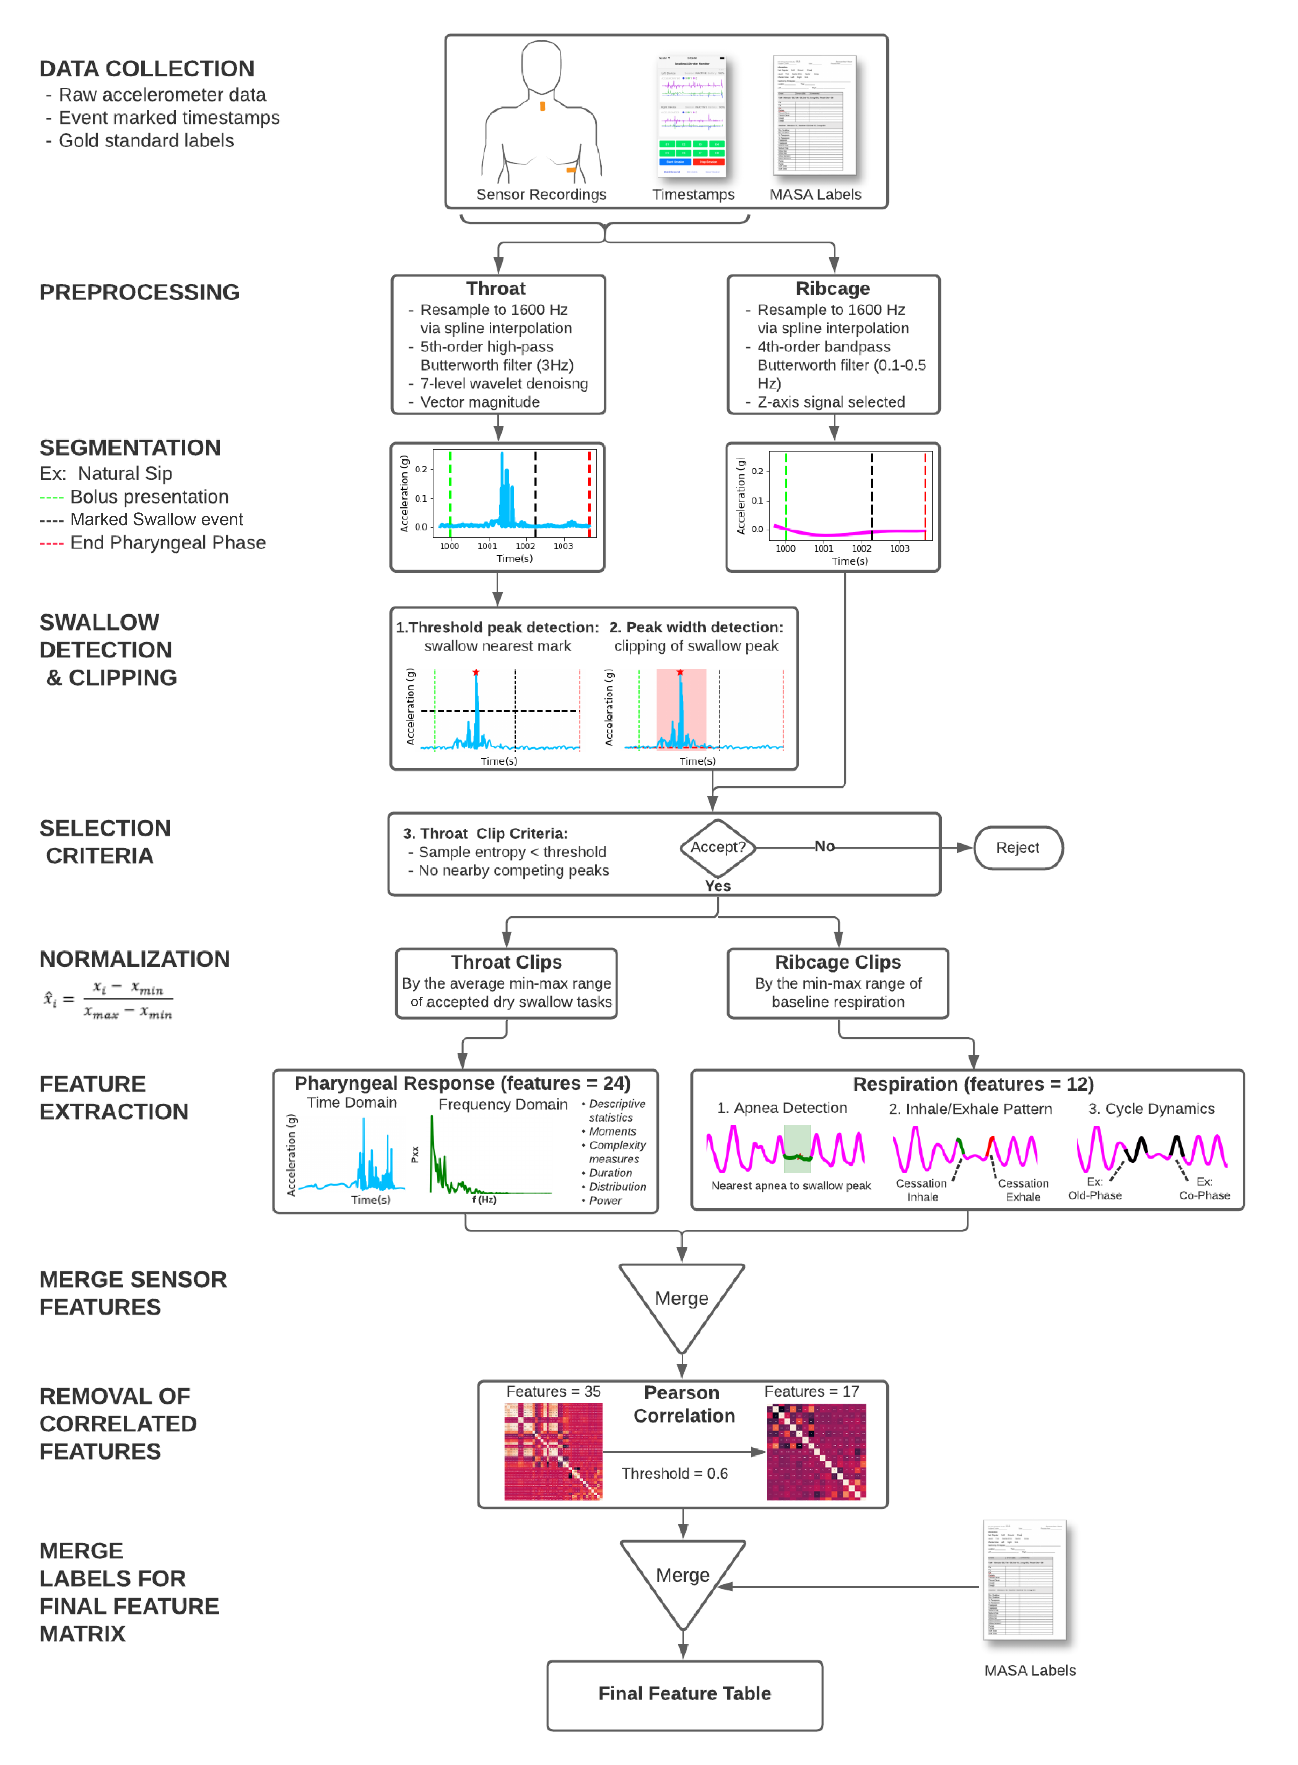 DATA COLLECTION
- Raw accelerometer data
- Event marked timestamps
- Gold standard labels
Sensor Recordings
Timestamps
MASA Labels
PREPROCESSING
Throat
- Resample to 1600 Hz
via spline interpolation
- 5th-order high-pass
Butterworth filter (3Hz)
- 7-level wavelet denoisng
- Vector magnitude
Ribcage
- Resample to 1600 Hz
via spline interpolation
- 4th-order bandpass
Butterworth filter (0.1-0.5
Hz)
- Z-axis signal selected
SEGMENTATION
Ex: Natural Sip
Bolus presentation
Marked Swallow event
End Pharyngeal Phase
Acceleration (g)
0.2
0.1
0.0
1000 1001 1002 1003
Time(s)
Acceleration (g)
0.2
0.1
0.0
1000 1001 1002 1003
Time(s)
SWALLOW
DETECTION
& CLIPPING
1.Threshold peak detection:
swallow nearest mark
Acceleration (g)
Time(s)
2. Peak width detection:
clipping of swallow peak
Acceleration (g)
Time(s)
SELECTION
CRITERIA
3. Throat Clip Criteria:
- Sample entropy < threshold
- No nearby competing peaks
Accept?
No
Reject
Yes
NORMALIZATION
x̂i = (xi − xmin) / (xmax − xmin)
Throat Clips
By the average min-max range
of accepted dry swallow tasks
Ribcage Clips
By the min-max range of
baseline respiration
FEATURE
EXTRACTION
Pharyngeal Response (features = 24)
Time Domain
Acceleration (g)
Time(s)
Frequency Domain
Pxx
f (Hz)
• Descriptive
statistics
• Moments
• Complexity
measures
• Duration
• Distribution
• Power
Respiration (features = 12)
1. Apnea Detection
Nearest apnea to swallow peak
2. Inhale/Exhale Pattern
Cessation
Inhale
Cessation
Exhale
3. Cycle Dynamics
Ex:
Old-Phase
Ex:
Co-Phase
MERGE SENSOR
FEATURES
Merge
REMOVAL OF
CORRELATED
FEATURES
Features = 35
Pearson
Correlation
Features = 17
Threshold = 0.6
MERGE
LABELS FOR
FINAL FEATURE
MATRIX
Merge
MASA Labels
Final Feature Table